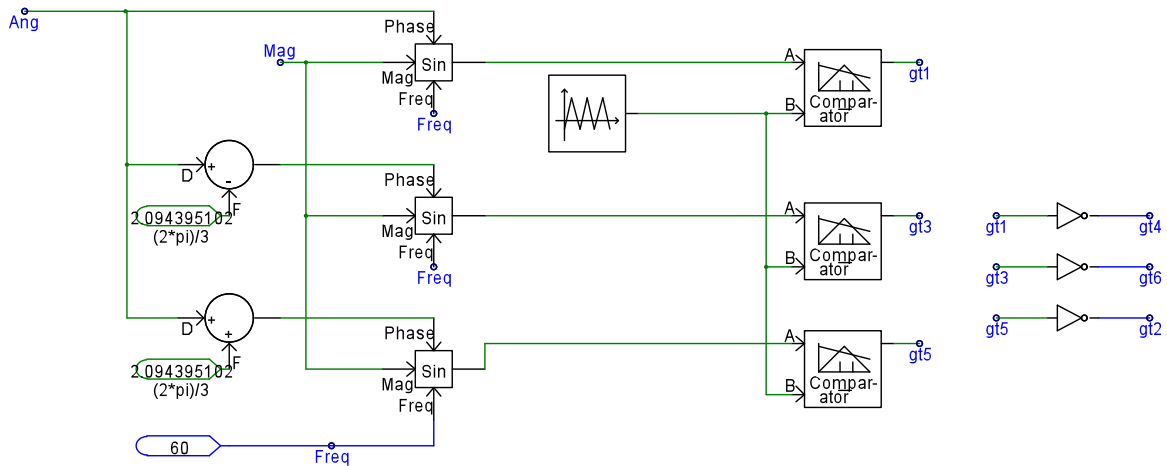 Ang
Phase
Mag
Sin
Mag
Freq
Freq
A
B
Compar-
ator
gt1
D
+
-
F
2.094395102
(2*pi)/3
Phase
Sin
Mag
Freq
Freq
A
B
Compar-
ator
gt3
gt1
gt4
gt3
gt6
gt5
gt2
D
+
+
F
2.094395102
(2*pi)/3
Phase
Sin
Mag
Freq
A
B
Compar-
ator
gt5
60
Freq